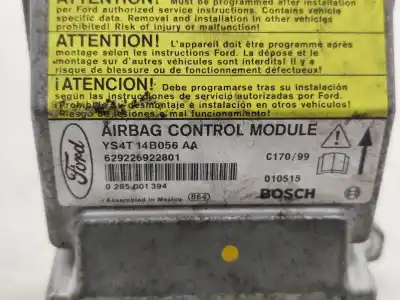 ATTENTION! Must be programmed after installation
per Ford authorized service instructions. Contains vehicle
specific data. Removal and installation in other vehicles
prohibited! Risk of injury or malfunction!
ATTENTION! L'appareil doit être programmé après
montage selon les instructions Ford. La dépose et le
montage sur d'autres véhicules sont interdits! Il y a
risque de blessure ou de fonctionnement défectueux!
¡ATENCION! Debe programarse tras su instalación
según las instrucciones de servicio autorizadas por Ford.
Prohibido su desmontaje e instalación en otros vehículos!
Riesgo de lesiones o mal funcionamiento!
Ford
AIRBAG CONTROL MODULE
YS4T 14B056 AA
629226922801 C170/99
0 285 001 394 010515
Assembled in Mexico 864 BOSCH